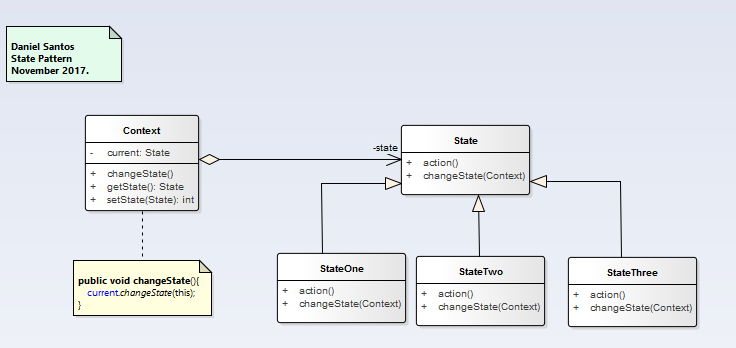 Daniel Santos
State Pattern
November 2017.
Context
- current: State
+ changeState()
+ getState(): State
+ setState(State): int
-state
State
+ action()
+ changeState(Context)
public void changeState(){
current.changeState(this);
}
StateOne
+ action()
+ changeState(Context)
StateTwo
+ action()
+ changeState(Context)
StateThree
+ action()
+ changeState(Context)